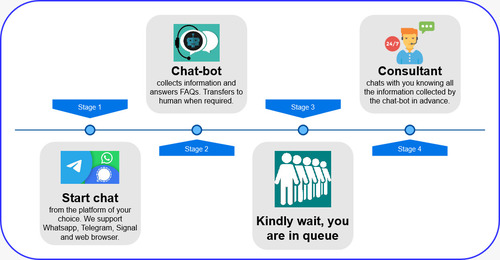 Stage 1
Start chat
from the platform of your
choice. We support
Whatsapp, Telegram, Signal
and web browser.
Chat-bot
collects information and
answers FAQs. Transfers to
human when required.
Stage 2
Stage 3
Kindly wait, you
are in queue
24/7
Consultant
chats with you knowing all
the information collected by
the chat-bot in advance.
Stage 4